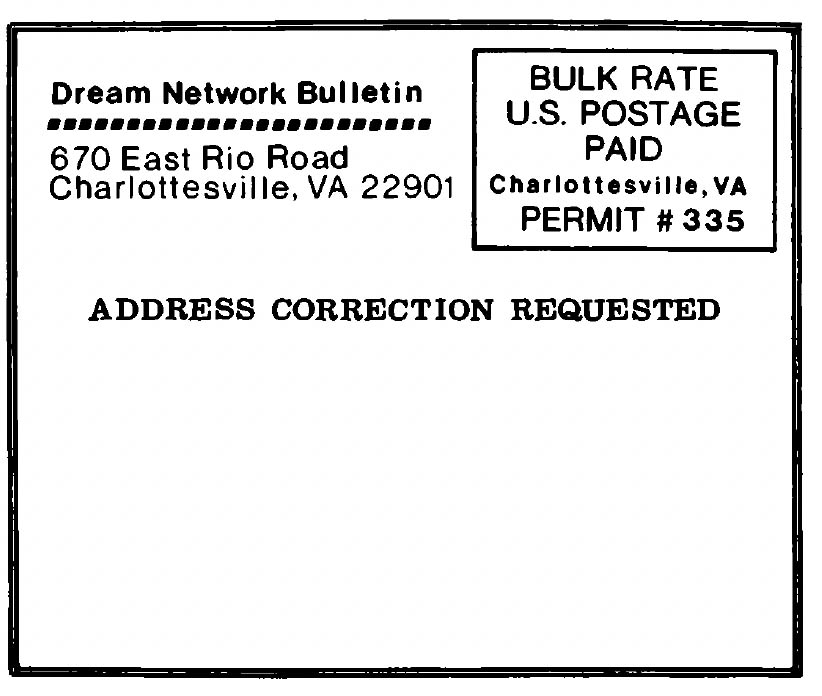 Dream Network Bulletin
670 East Rio Road
Charlottesville, VA 22901
BULK RATE
U.S. POSTAGE
PAID
Charlottesville, VA
PERMIT # 335
ADDRESS CORRECTION REQUESTED